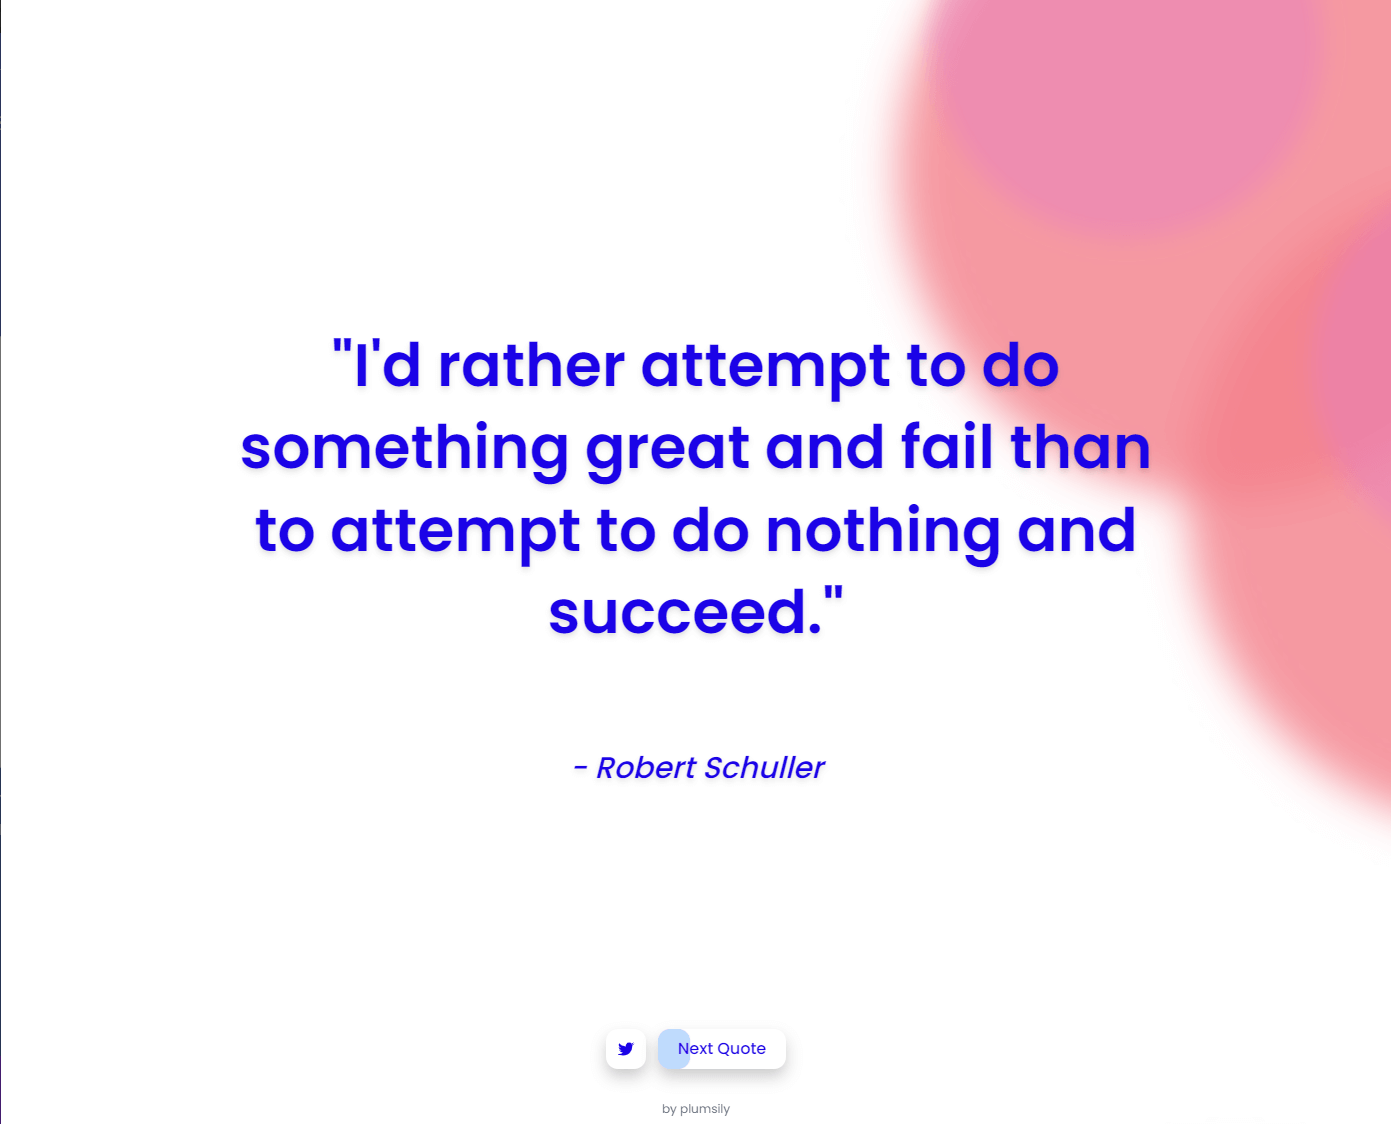 "I'd rather attempt to do
something great and fail than
to attempt to do nothing and
succeed."
- Robert Schuller
Next Quote
by plumsily